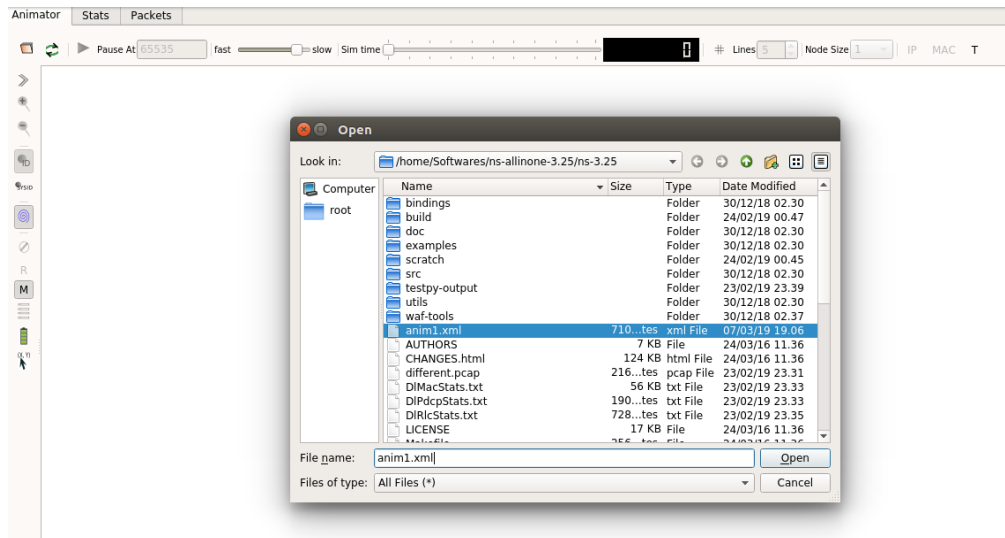 Animator Stats Packets
Pause At 65535 fast slow Sim time 0 # Lines 5 Node Size 1 IP MAC T
ID
SYSID
R
M
(X, Y)
Open
Look in: /home/Softwares/ns-allinone-3.25/ns-3.25
Computer
root
Name Size Type Date Modified
bindings Folder 30/12/18 02.30
build Folder 24/02/19 00.47
doc Folder 30/12/18 02.30
examples Folder 30/12/18 02.30
scratch Folder 24/02/19 00.45
src Folder 30/12/18 02.30
testpy-output Folder 23/02/19 23.39
utils Folder 30/12/18 02.30
waf-tools Folder 30/12/18 02.37
anim1.xml 710...tes xml File 07/03/19 19.06
AUTHORS 7 KB File 24/03/16 11.36
CHANGES.html 124 KB html File 24/03/16 11.36
different.pcap 216...tes pcap File 23/02/19 23.31
DlMacStats.txt 56 KB txt File 23/02/19 23.33
DlPdcpStats.txt 190...tes txt File 23/02/19 23.33
DlRlcStats.txt 728...tes txt File 23/02/19 23.35
LICENSE 17 KB File 24/03/16 11.36
File name: anim1.xml Open
Files of type: All Files (*) Cancel